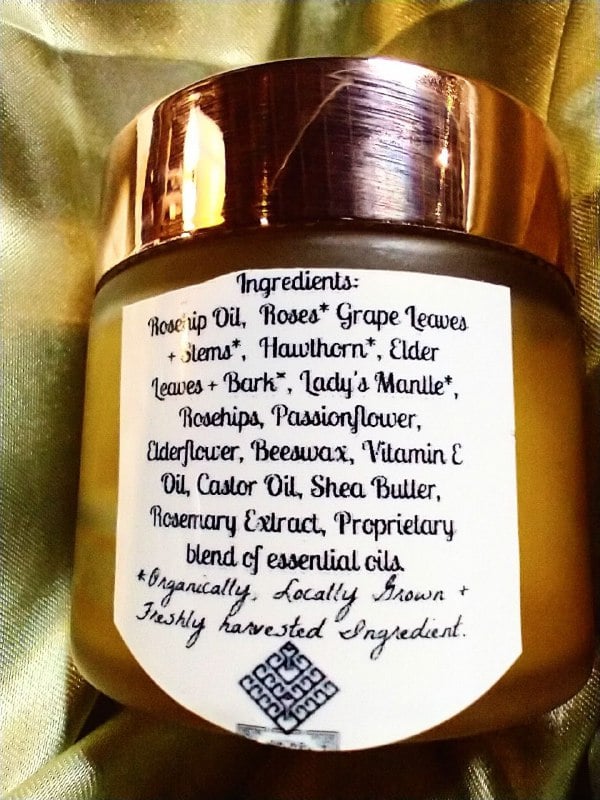 Ingredients:
Rosehip Oil, Roses* Grape Leaves
+ Stems*, Hawthorn*, Elder
Leaves + Bark*, Lady's Mantle*,
Rosehips, Passionflower,
Elderflower, Beeswax, Vitamin E
Oil, Castor Oil, Shea Butter,
Rosemary Extract, Proprietary
blend of essential oils.
*Organically, Locally Grown +
Freshly harvested Ingredient.